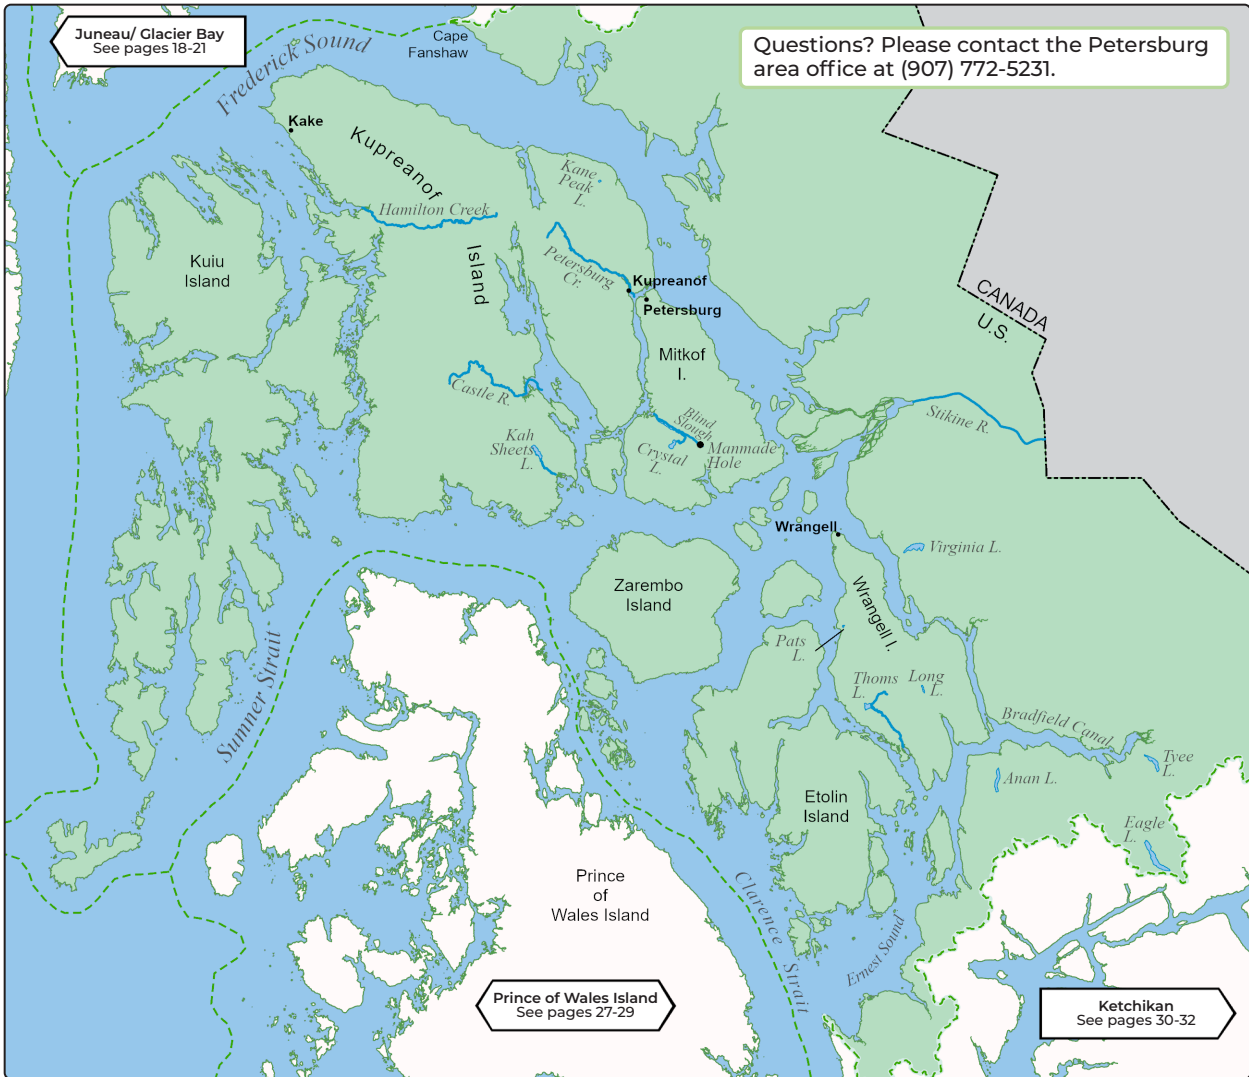 Juneau/ Glacier Bay
See pages 18-21
Cape
Fanshaw
Questions? Please contact the Petersburg
area office at (907) 772-5231.
Frederick Sound
Kake
Kupreanof
Island
Kane
Peak
L.
Hamilton Creek
Kuiu
Island
Petersburg
Cr.
Kupreanof
Petersburg
CANADA
U.S.
Mitkof
I.
Castle R.
Stikine R.
Blind
Slough
Kah
Sheets
L.
Crystal
L.
Manmade
Hole
Wrangell
Virginia L.
Zarembo
Island
Wrangell I.
Pats
L.
Sumner Strait
Thoms
L.
Long
L.
Bradfield Canal
Tyee
L.
Anan L.
Etolin
Island
Eagle
L.
Prince
of
Wales Island
Clarence Strait
Ernest Sound
Prince of Wales Island
See pages 27-29
Ketchikan
See pages 30-32